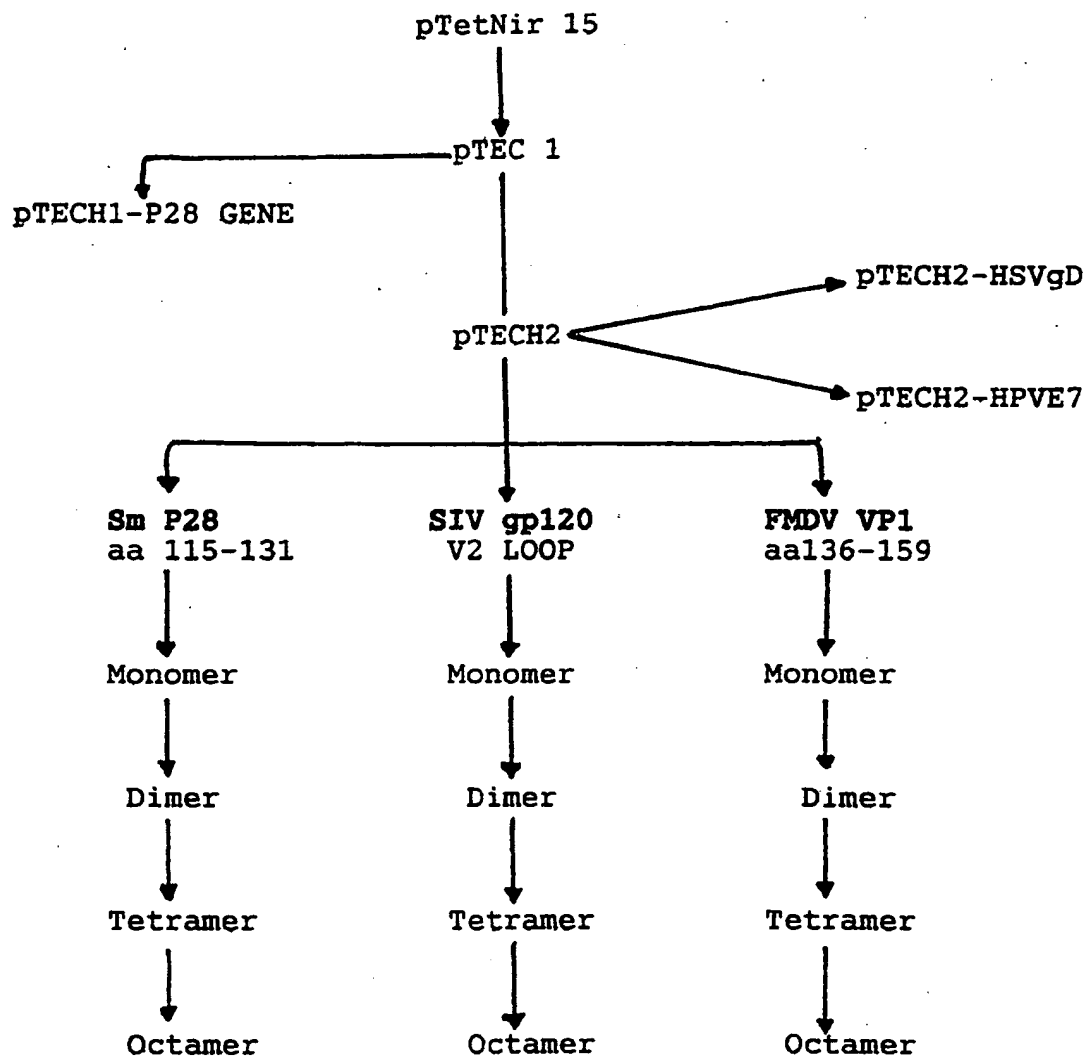 pTetNir 15
pTEC 1
pTECH1-P28 GENE
pTECH2-HSVgD
pTECH2
pTECH2-HPVE7
Sm P28 SIV gp120 FMDV VP1
aa 115-131 V2 LOOP aa136-159
Monomer Monomer Monomer
Dimer Dimer Dimer
Tetramer Tetramer Tetramer
Octamer Octamer Octamer